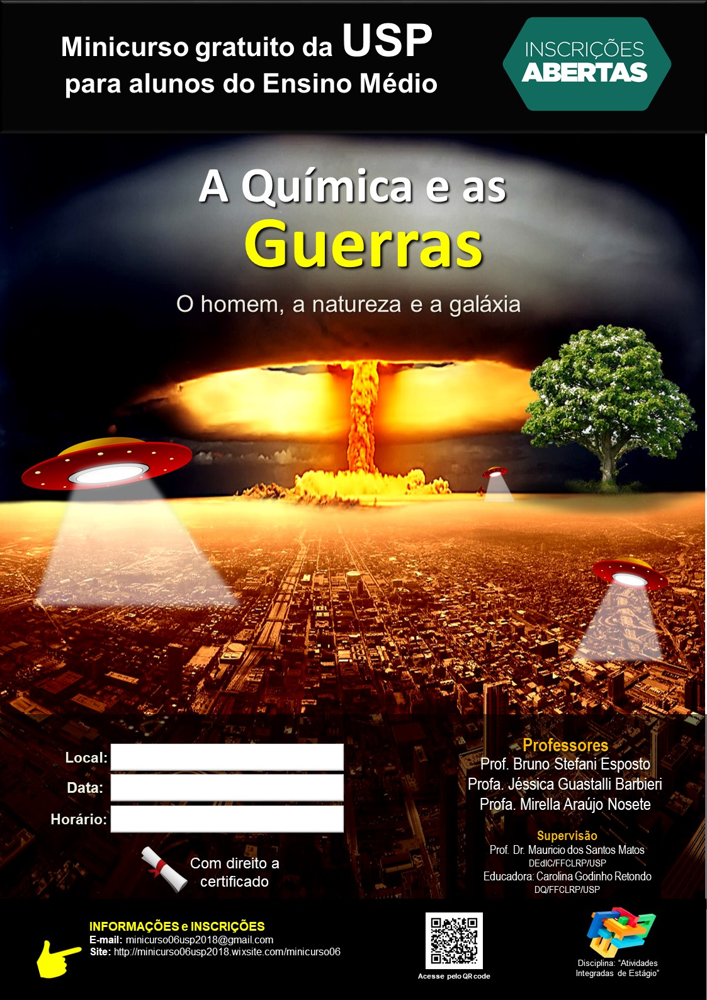 Minicurso gratuito da USP
para alunos do Ensino Médio
INSCRIÇÕES
ABERTAS
A Química e as
Guerras
O homem, a natureza e a galáxia
Local:
Data:
Horário:
Com direito a
certificado
Professores
Prof. Bruno Stefani Esposto
Profa. Jéssica Guastalli Barbieri
Profa. Mirella Araújo Nosete
Supervisão
Prof. Dr. Mauricio dos Santos Matos
DEdIC/FFCLRP/USP
Educadora: Carolina Godinho Retondo
DQ/FFCLRP/USP
INFORMAÇÕES e INSCRIÇÕES
E-mail: minicurso06usp2018@gmail.com
Site: http://minicurso06usp2018.wixsite.com/minicurso06
Acesse pelo QR code
Disciplina: “Atividades
Integradas de Estágio”